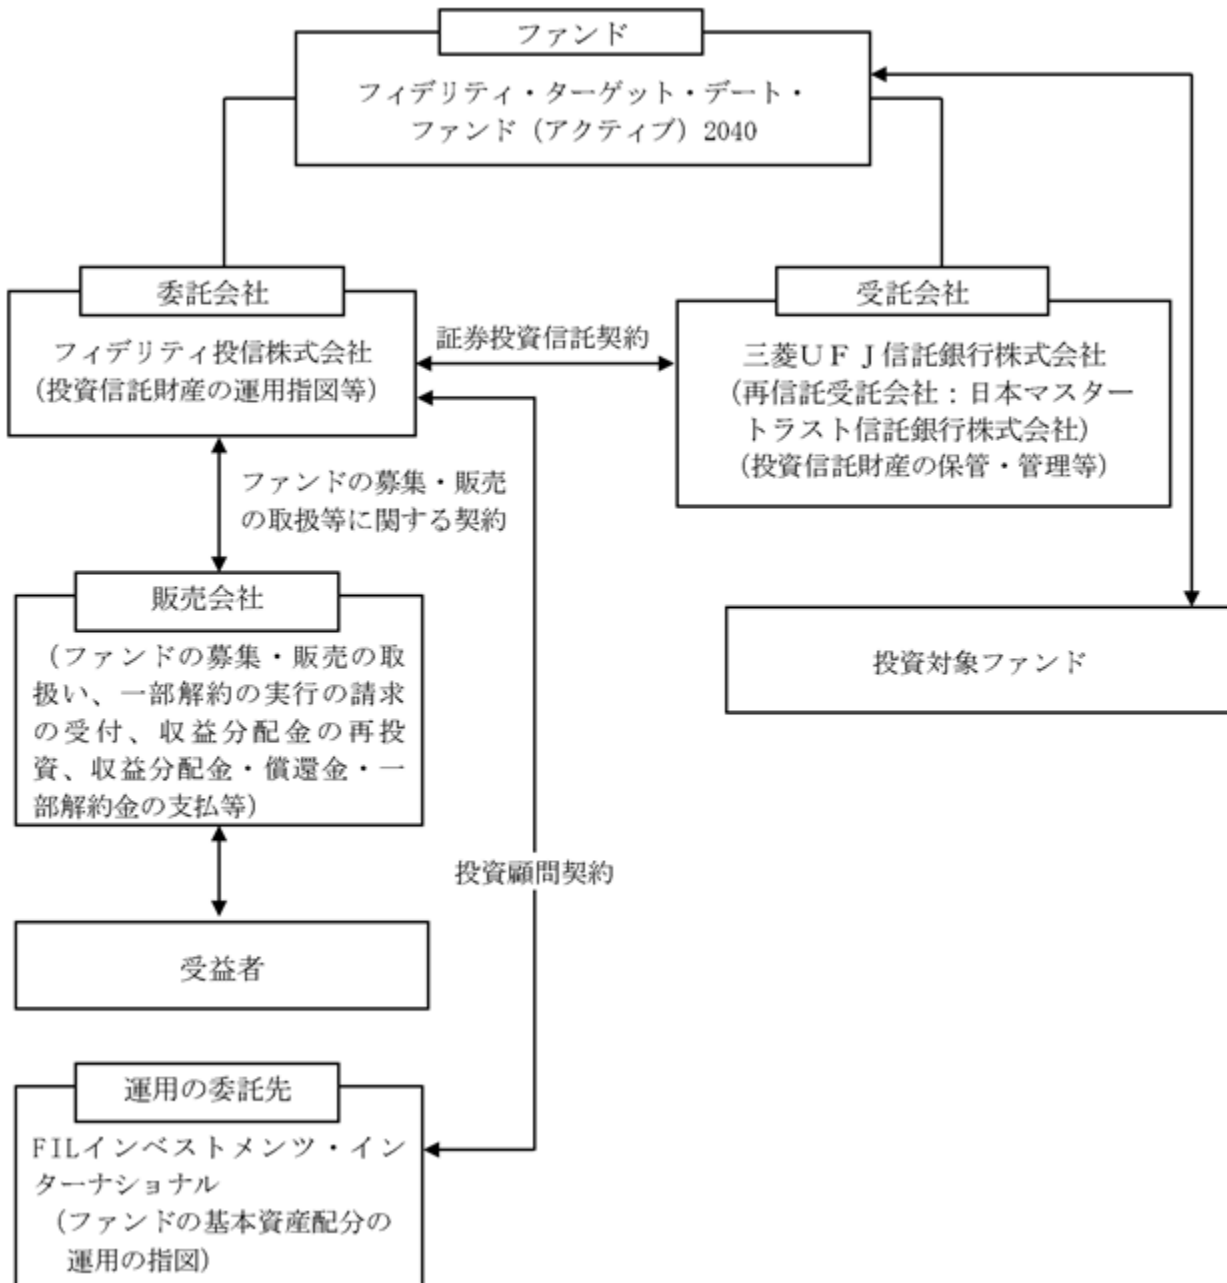 ファンド
フィデリティ・ターゲット・デート・
ファンド（アクティブ）2040
委託会社
フィデリティ投信株式会社
（投資信託財産の運用指図等）
証券投資信託契約
受託会社
三菱ＵＦＪ信託銀行株式会社
（再信託受託会社：日本マスター
トラスト信託銀行株式会社）
（投資信託財産の保管・管理等）
ファンドの募集・販売
の取扱等に関する契約
販売会社
（ファンドの募集・販売の取
扱い、一部解約の実行の請求
の受付、収益分配金の再投
資、収益分配金・償還金・一
部解約金の支払等）
投資対象ファンド
投資顧問契約
受益者
運用の委託先
FILインベストメンツ・イン
ターナショナル
（ファンドの基本資産配分の
運用の指図）